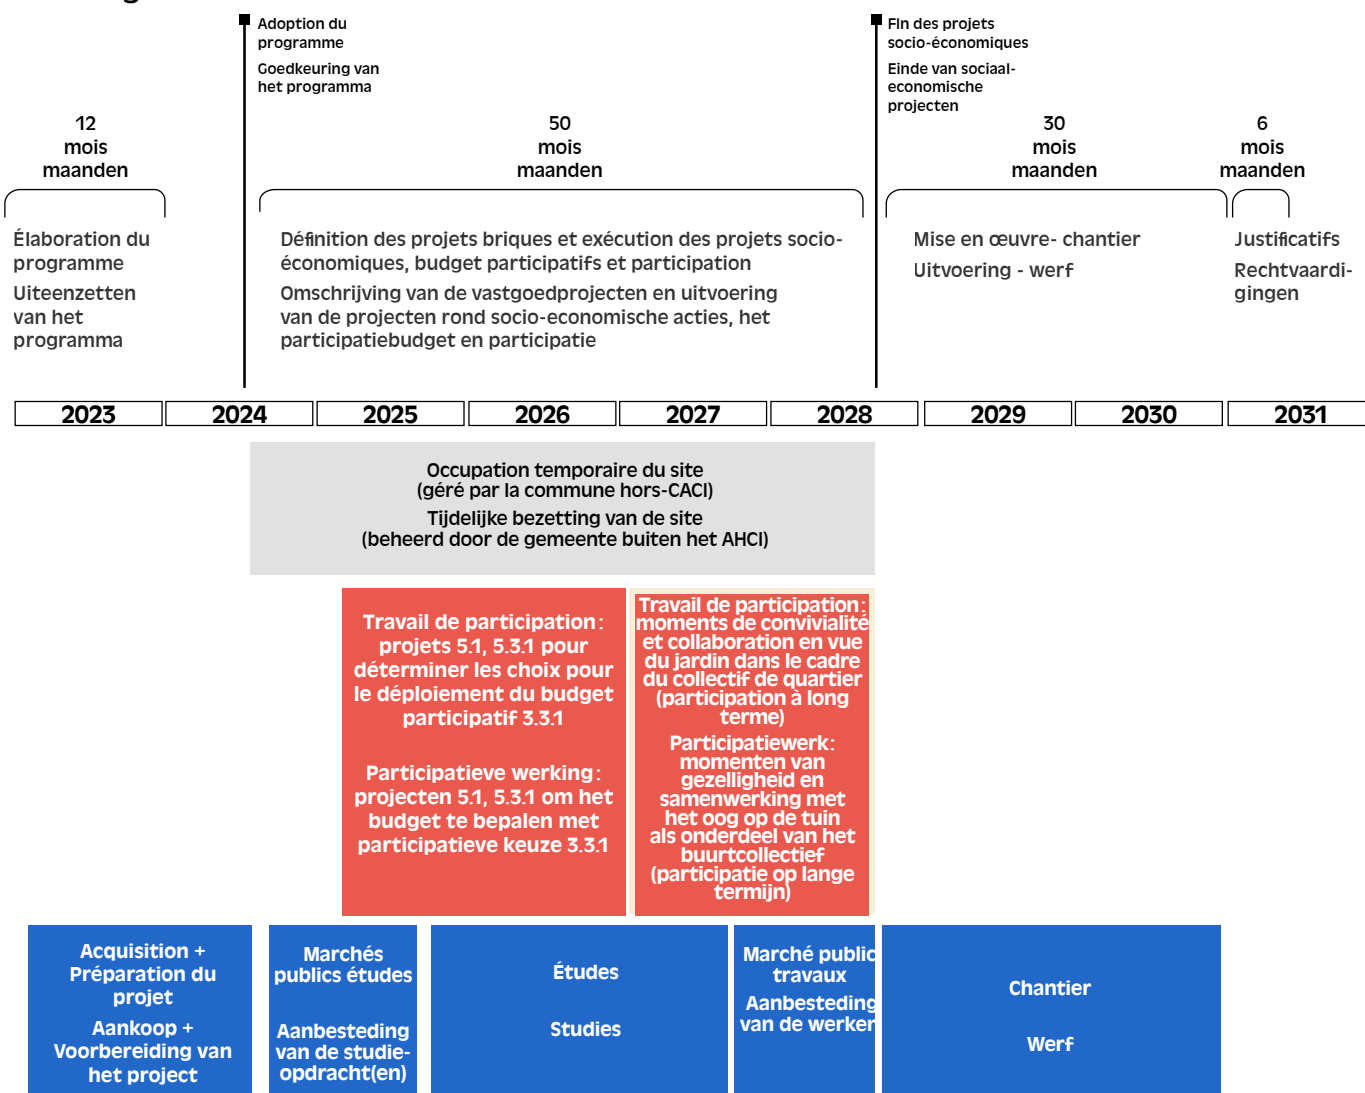 Adoption du
programme
Goedkeuring van
het programma
FIn des projets
socio-économiques
Einde van sociaal-
economische
projecten
12
mois
maanden
50
mois
maanden
30
mois
maanden
6
mois
maanden
Élaboration du
programme
Uiteenzetten
van het
programma
Définition des projets briques et exécution des projets socio-
économiques, budget participatifs et participation
Omschrijving van de vastgoedprojecten en uitvoering
van de projecten rond socio-economische acties, het
participatiebudget en participatie
Mise en œuvre- chantier
Uitvoering - werf
Justificatifs
Rechtvaardi-
gingen
2023
2024
2025
2026
2027
2028
2029
2030
2031
Occupation temporaire du site
(géré par la commune hors-CACI)
Tijdelijke bezetting van de site
(beheerd door de gemeente buiten het AHCI)
Travail de participation :
projets 5.1, 5.3.1 pour
déterminer les choix pour
le déploiement du budget
participatif 3.3.1
Participatieve werking :
projecten 5.1, 5.3.1 om het
budget te bepalen met
participatieve keuze 3.3.1
Travail de participation :
moments de convivialité
et collaboration en vue
du jardin dans le cadre
du collectif de quartier
(participation à long
terme)
Participatiewerk :
momenten van
gezelligheid en
samenwerking met
het oog op de tuin
als onderdeel van het
buurtcollectief
(participatie op lange
termijn)
Acquisition +
Préparation du
projet
Aankoop +
Voorbereiding van
het project
Marchés
publics études
Aanbesteding
van de studie-
opdracht(en)
Études
Studies
Marché public
travaux
Aanbesteding
van de werken
Chantier
Werf